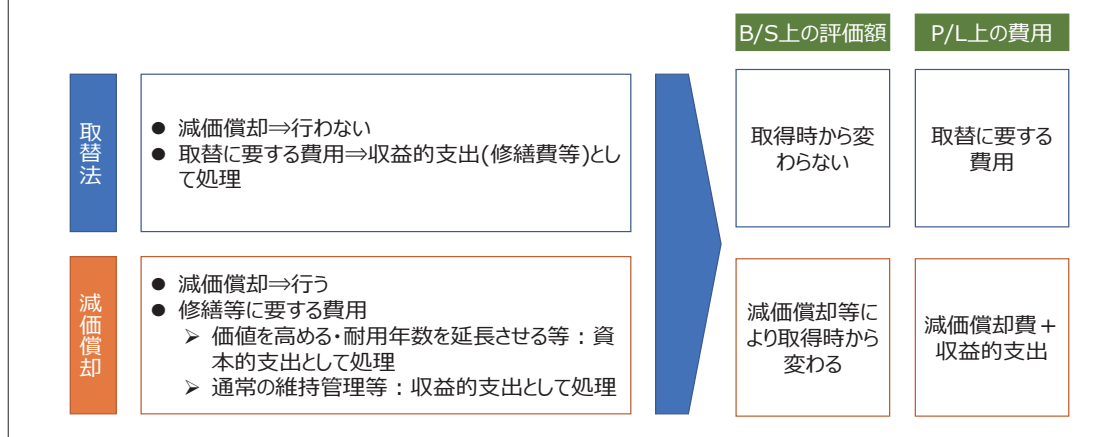 B/S上の評価額
P/L上の費用
取替法
● 減価償却⇒行わない
● 取替に要する費用⇒収益的支出(修繕費等)とし
て処理
取得時から変
わらない
取替に要する
費用
減価償却
● 減価償却⇒行う
● 修繕等に要する費用
➢ 価値を高める・耐用年数を延長させる等：資
本的支出として処理
➢ 通常の維持管理等：収益的支出として処理
減価償却等に
より取得時から
変わる
減価償却費＋
収益的支出